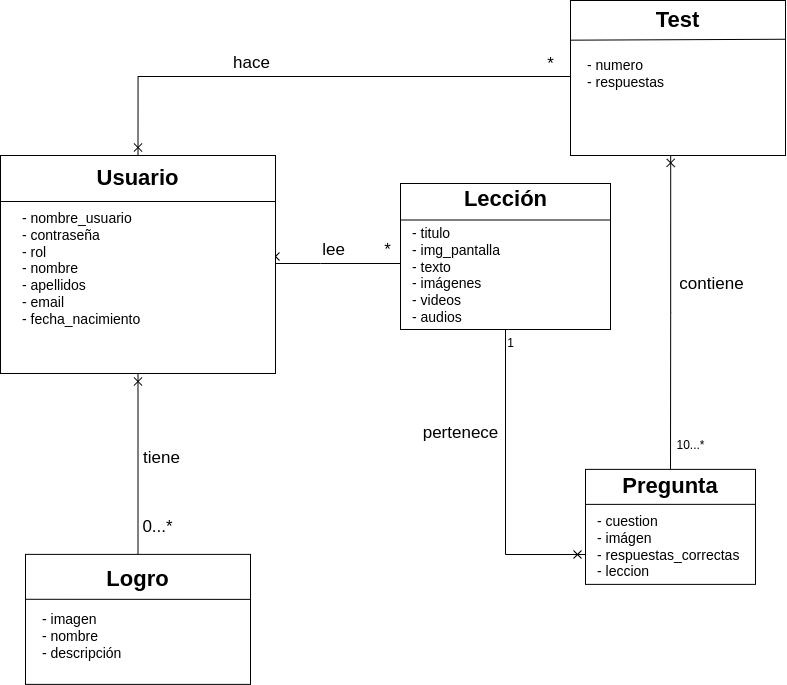 Test
- numero
- respuestas
hace
*
Usuario
- nombre_usuario
- contraseña
- rol
- nombre
- apellidos
- email
- fecha_nacimiento
lee
*
Lección
- titulo
- img_pantalla
- texto
- imágenes
- videos
- audios
1
contiene
pertenece
10...*
tiene
0...*
Pregunta
- cuestion
- imágen
- respuestas_correctas
- leccion
Logro
- imagen
- nombre
- descripción